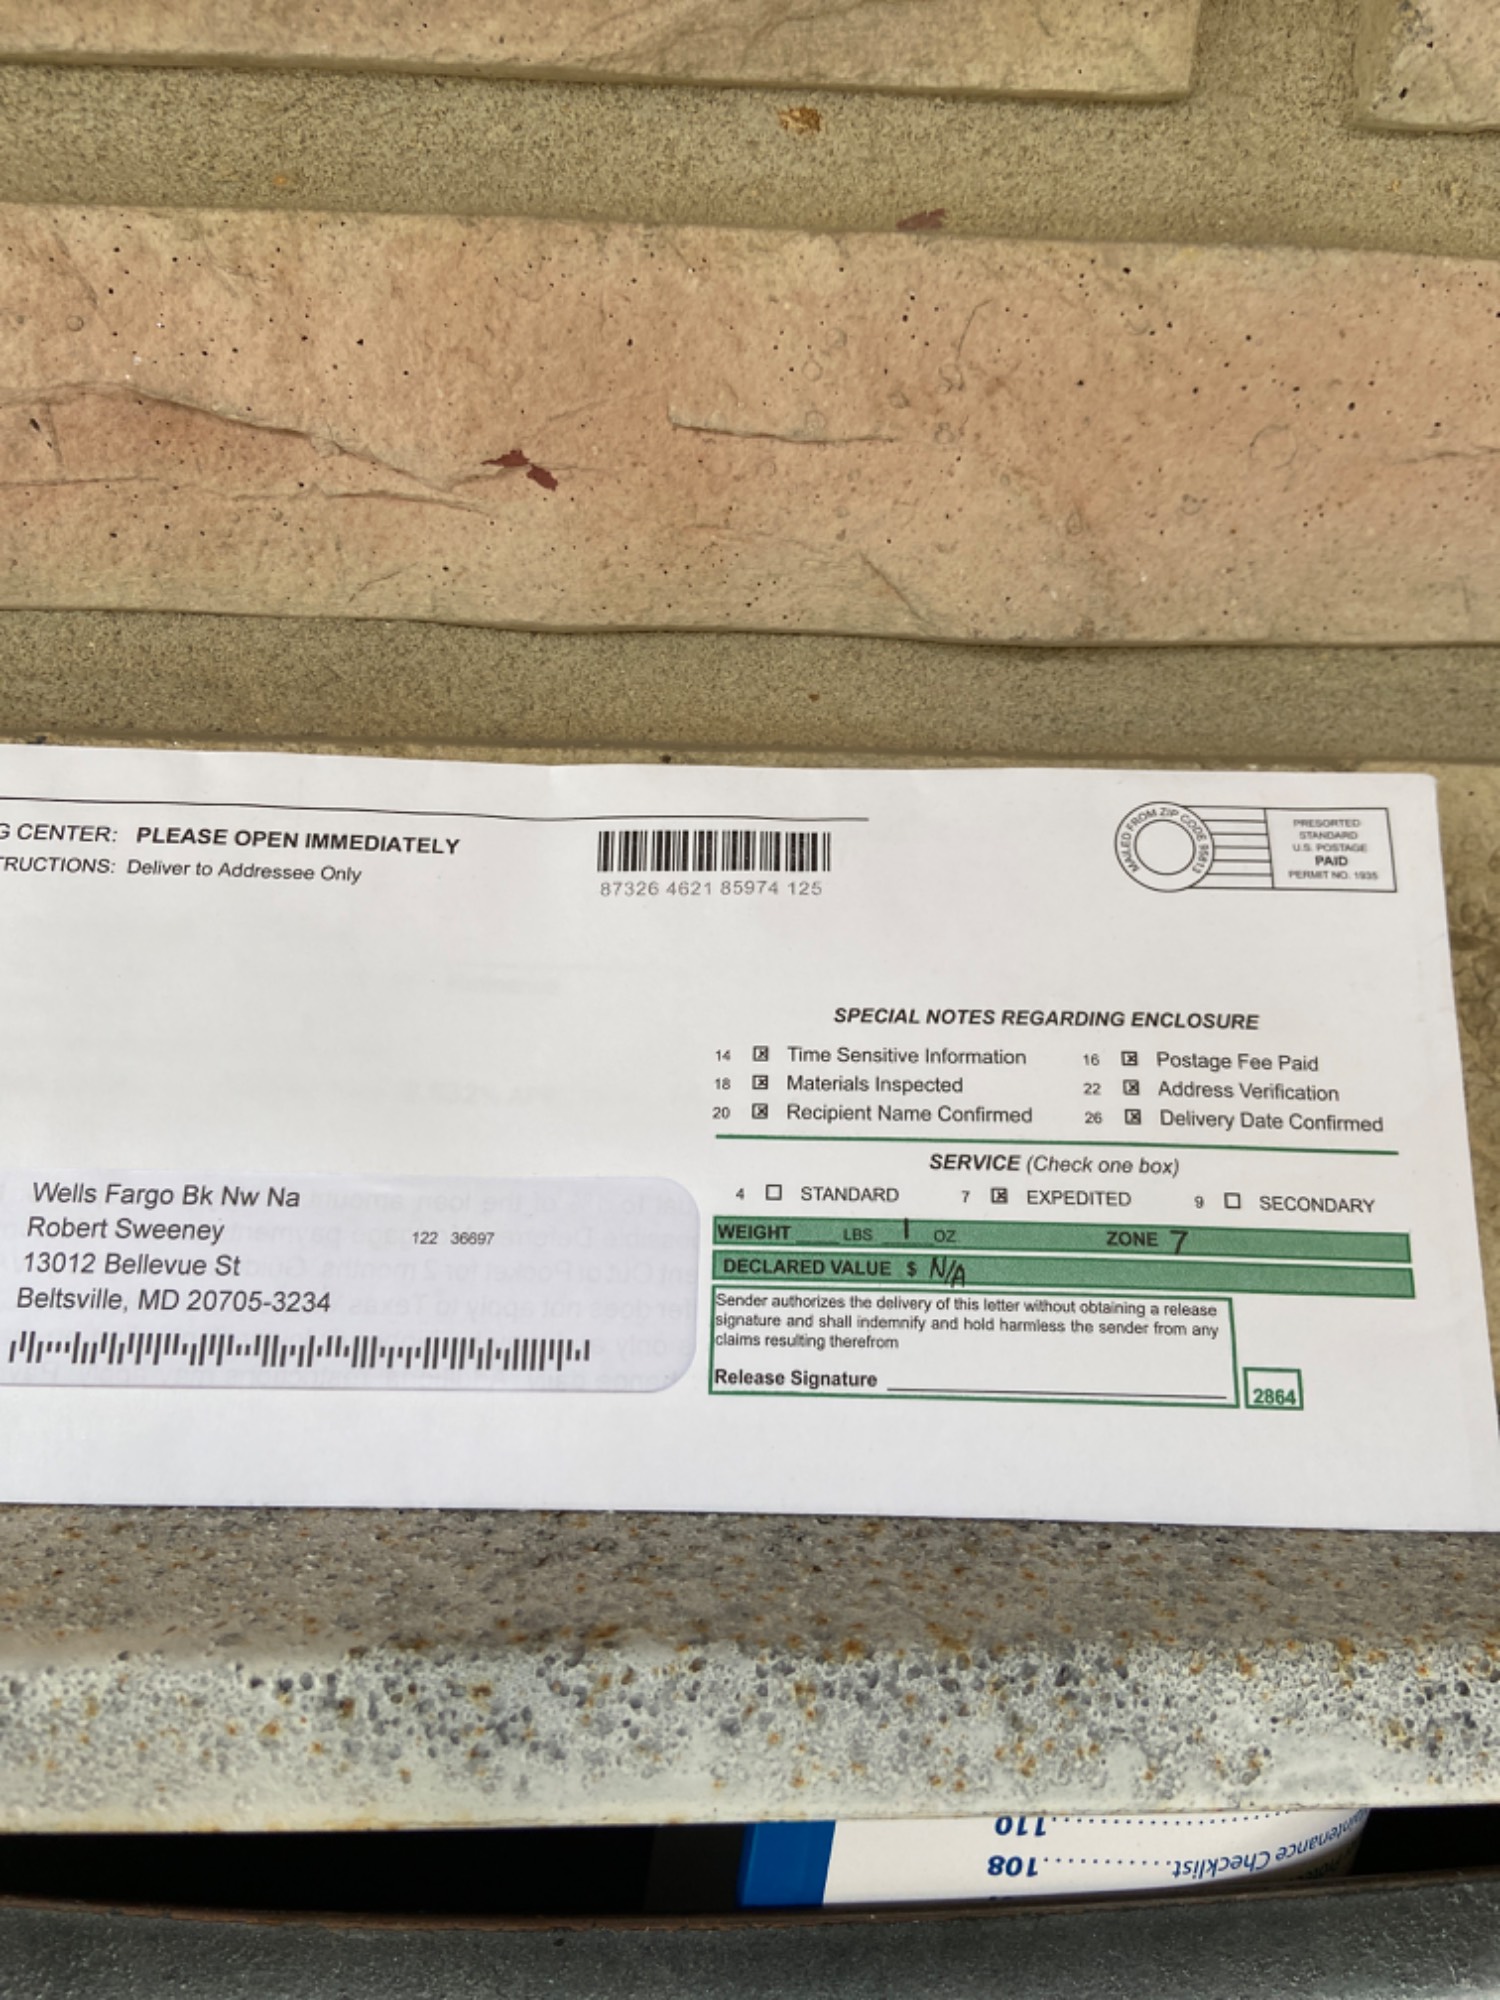 G CENTER: PLEASE OPEN IMMEDIATELY
TRUCTIONS: Deliver to Addressee Only
87326 4621 85974 125
MAILED FROM ZIP CODE 95813
PRESORTED
STANDARD
U.S. POSTAGE
PAID
PERMIT NO. 1935
SPECIAL NOTES REGARDING ENCLOSURE
14 ☒ Time Sensitive Information 16 ☒ Postage Fee Paid
18 ☒ Materials Inspected 22 ☒ Address Verification
20 ☒ Recipient Name Confirmed 26 ☒ Delivery Date Confirmed
SERVICE (Check one box)
4 ☐ STANDARD 7 ☒ EXPEDITED 9 ☐ SECONDARY
WEIGHT ____ LBS 1 OZ ZONE 7
DECLARED VALUE $ N/A
Sender authorizes the delivery of this letter without obtaining a release
signature and shall indemnify and hold harmless the sender from any
claims resulting therefrom
Release Signature
2864
Wells Fargo Bk Nw Na
Robert Sweeney 122 36697
13012 Bellevue St
Beltsville, MD 20705-3234
Checklist............108
110